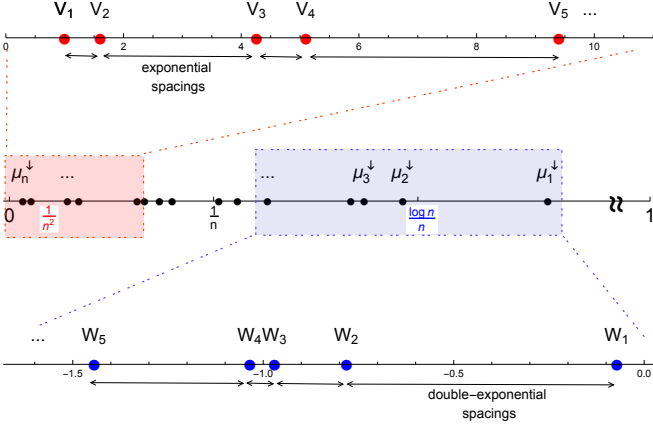 V₁ V₂ V₃ V₄ V₅ ...
0 2 4 6 8 10
exponential
spacings
μₙ↓ ... ... μ₃↓ μ₂↓ μ₁↓
0 1/n² 1/n log n/n 1
... W₅ W₄ W₃ W₂ W₁
−1.5 −1.0 −0.5 0.0
double−exponential
spacings